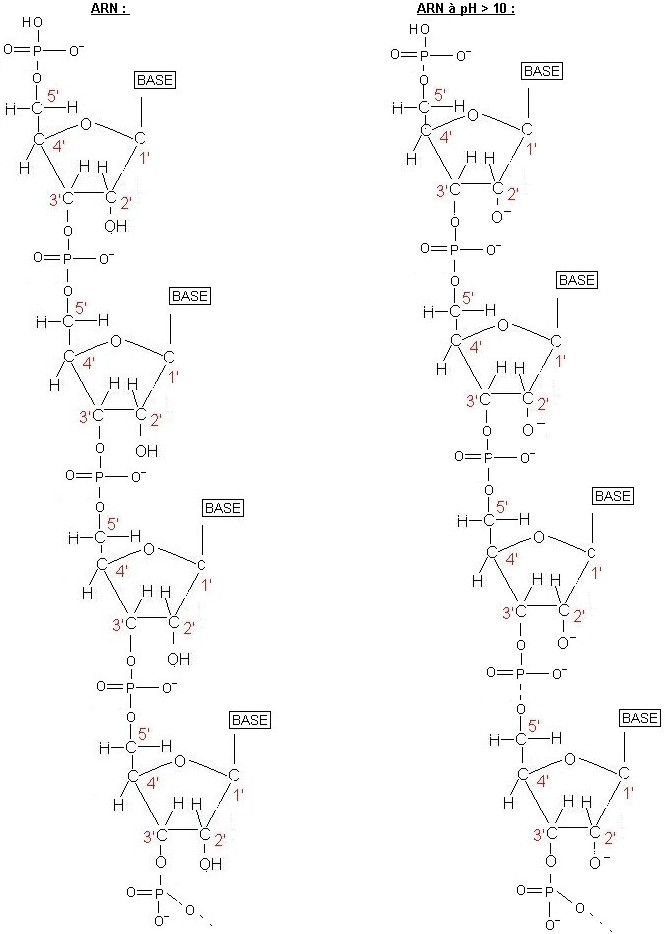 ARN :
HO
O=P–O⁻
O
BASE
5'
H–C–H
O
C C
4' 1'
H H H
3' C C 2'
O OH
O=P–O⁻
O
BASE
5'
H–C–H
O
C C
4' 1'
H H H
3' C C 2'
O OH
O=P–O⁻
O
BASE
5'
H–C–H
O
C C
4' 1'
H H H
3' C C 2'
O OH
O=P–O⁻
O
BASE
5'
H–C–H
O
C C
4' 1'
H H H
3' C C 2'
O OH
O=P
O⁻ O
ARN à pH > 10 :
HO
O=P–O⁻
O
BASE
5'
C–H
O
C C
4' 1'
H H H
3' C C 2'
O O⁻
O=P–O⁻
O
BASE
5'
H–C–H
O
C C
4' 1'
H H H
3' C C 2'
O O⁻
O=P–O⁻
O
BASE
5'
H–C–H
O
C C
4' 1'
H H H
3' C C 2'
O O⁻
O=P–O⁻
O
BASE
5'
H–C–H
O
C C
4' 1'
H H H
3' C C 2'
O O⁻
O=P
O⁻ O